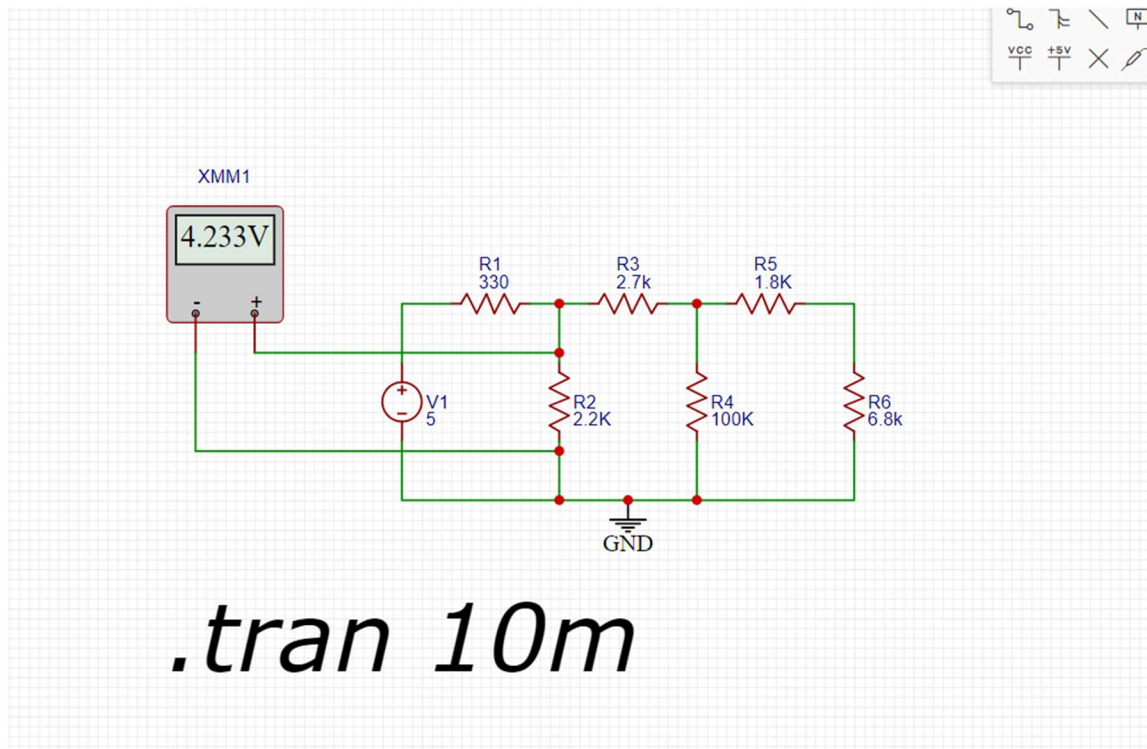 N
VCC +5V
XMM1
4.233V
- +
R1
330
R3
2.7k
R5
1.8K
V1
5
R2
2.2K
R4
100K
R6
6.8k
GND
.tran 10m